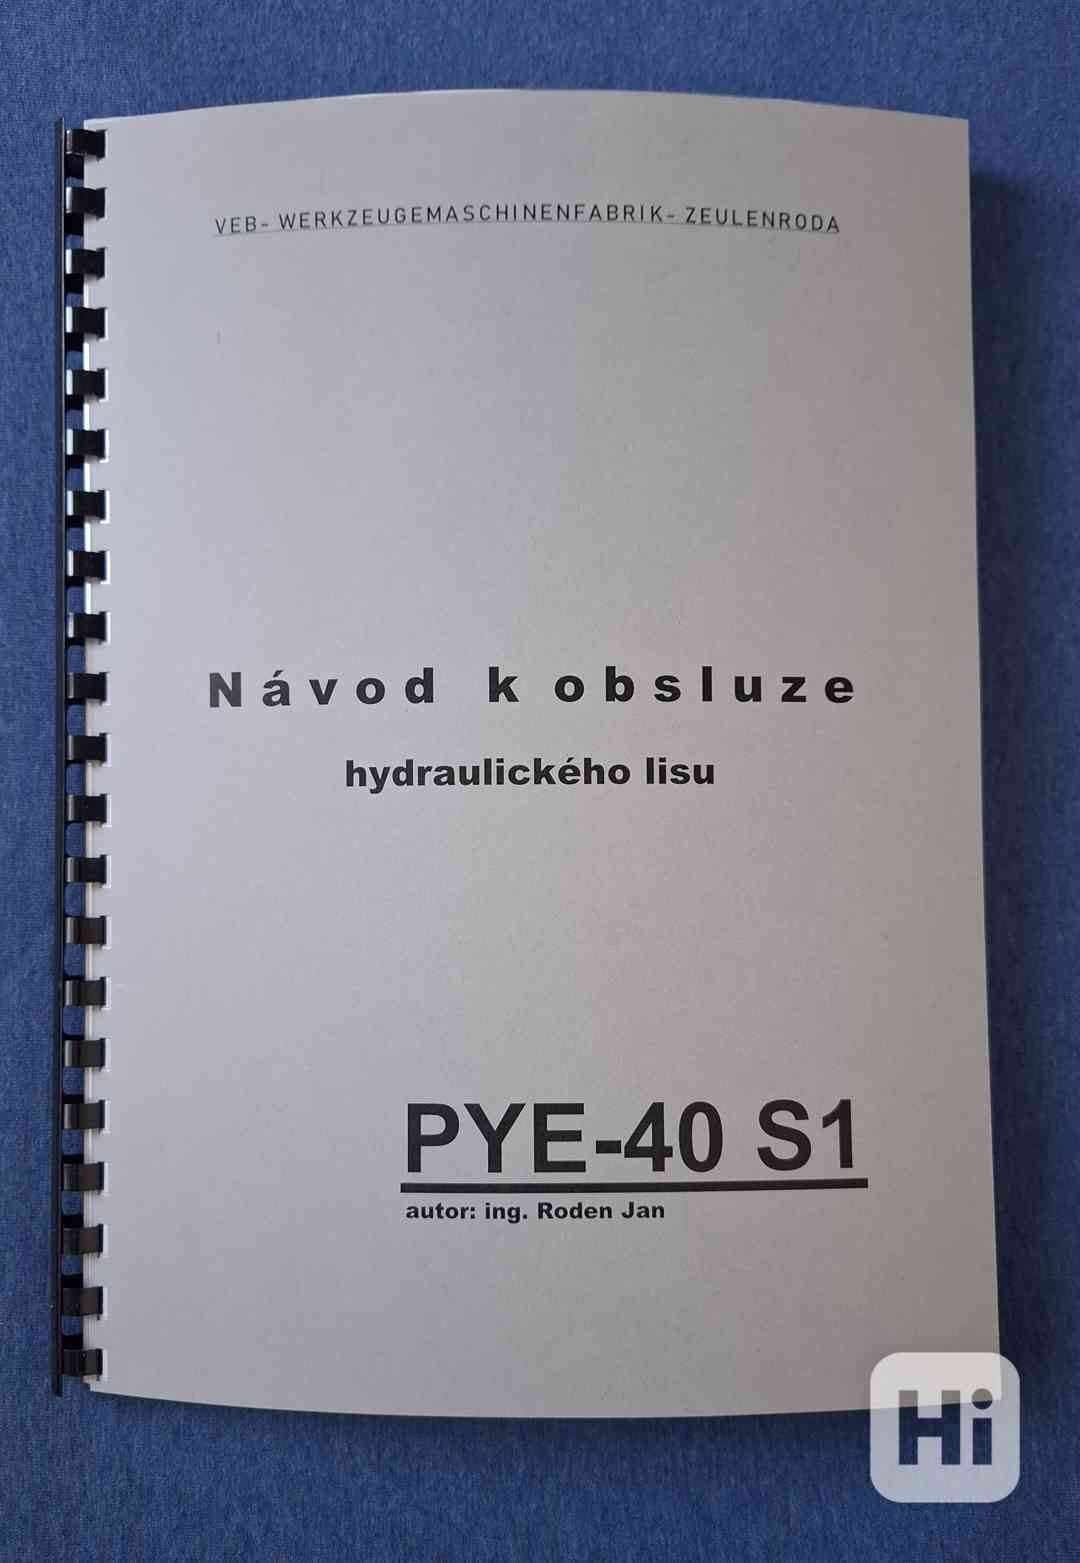 VEB- WERKZEUGEMASCHINENFABRIK- ZEULENRODA
Návod k obsluze
hydraulického lisu
PYE-40 S1
autor: ing. Roden Jan
Hi